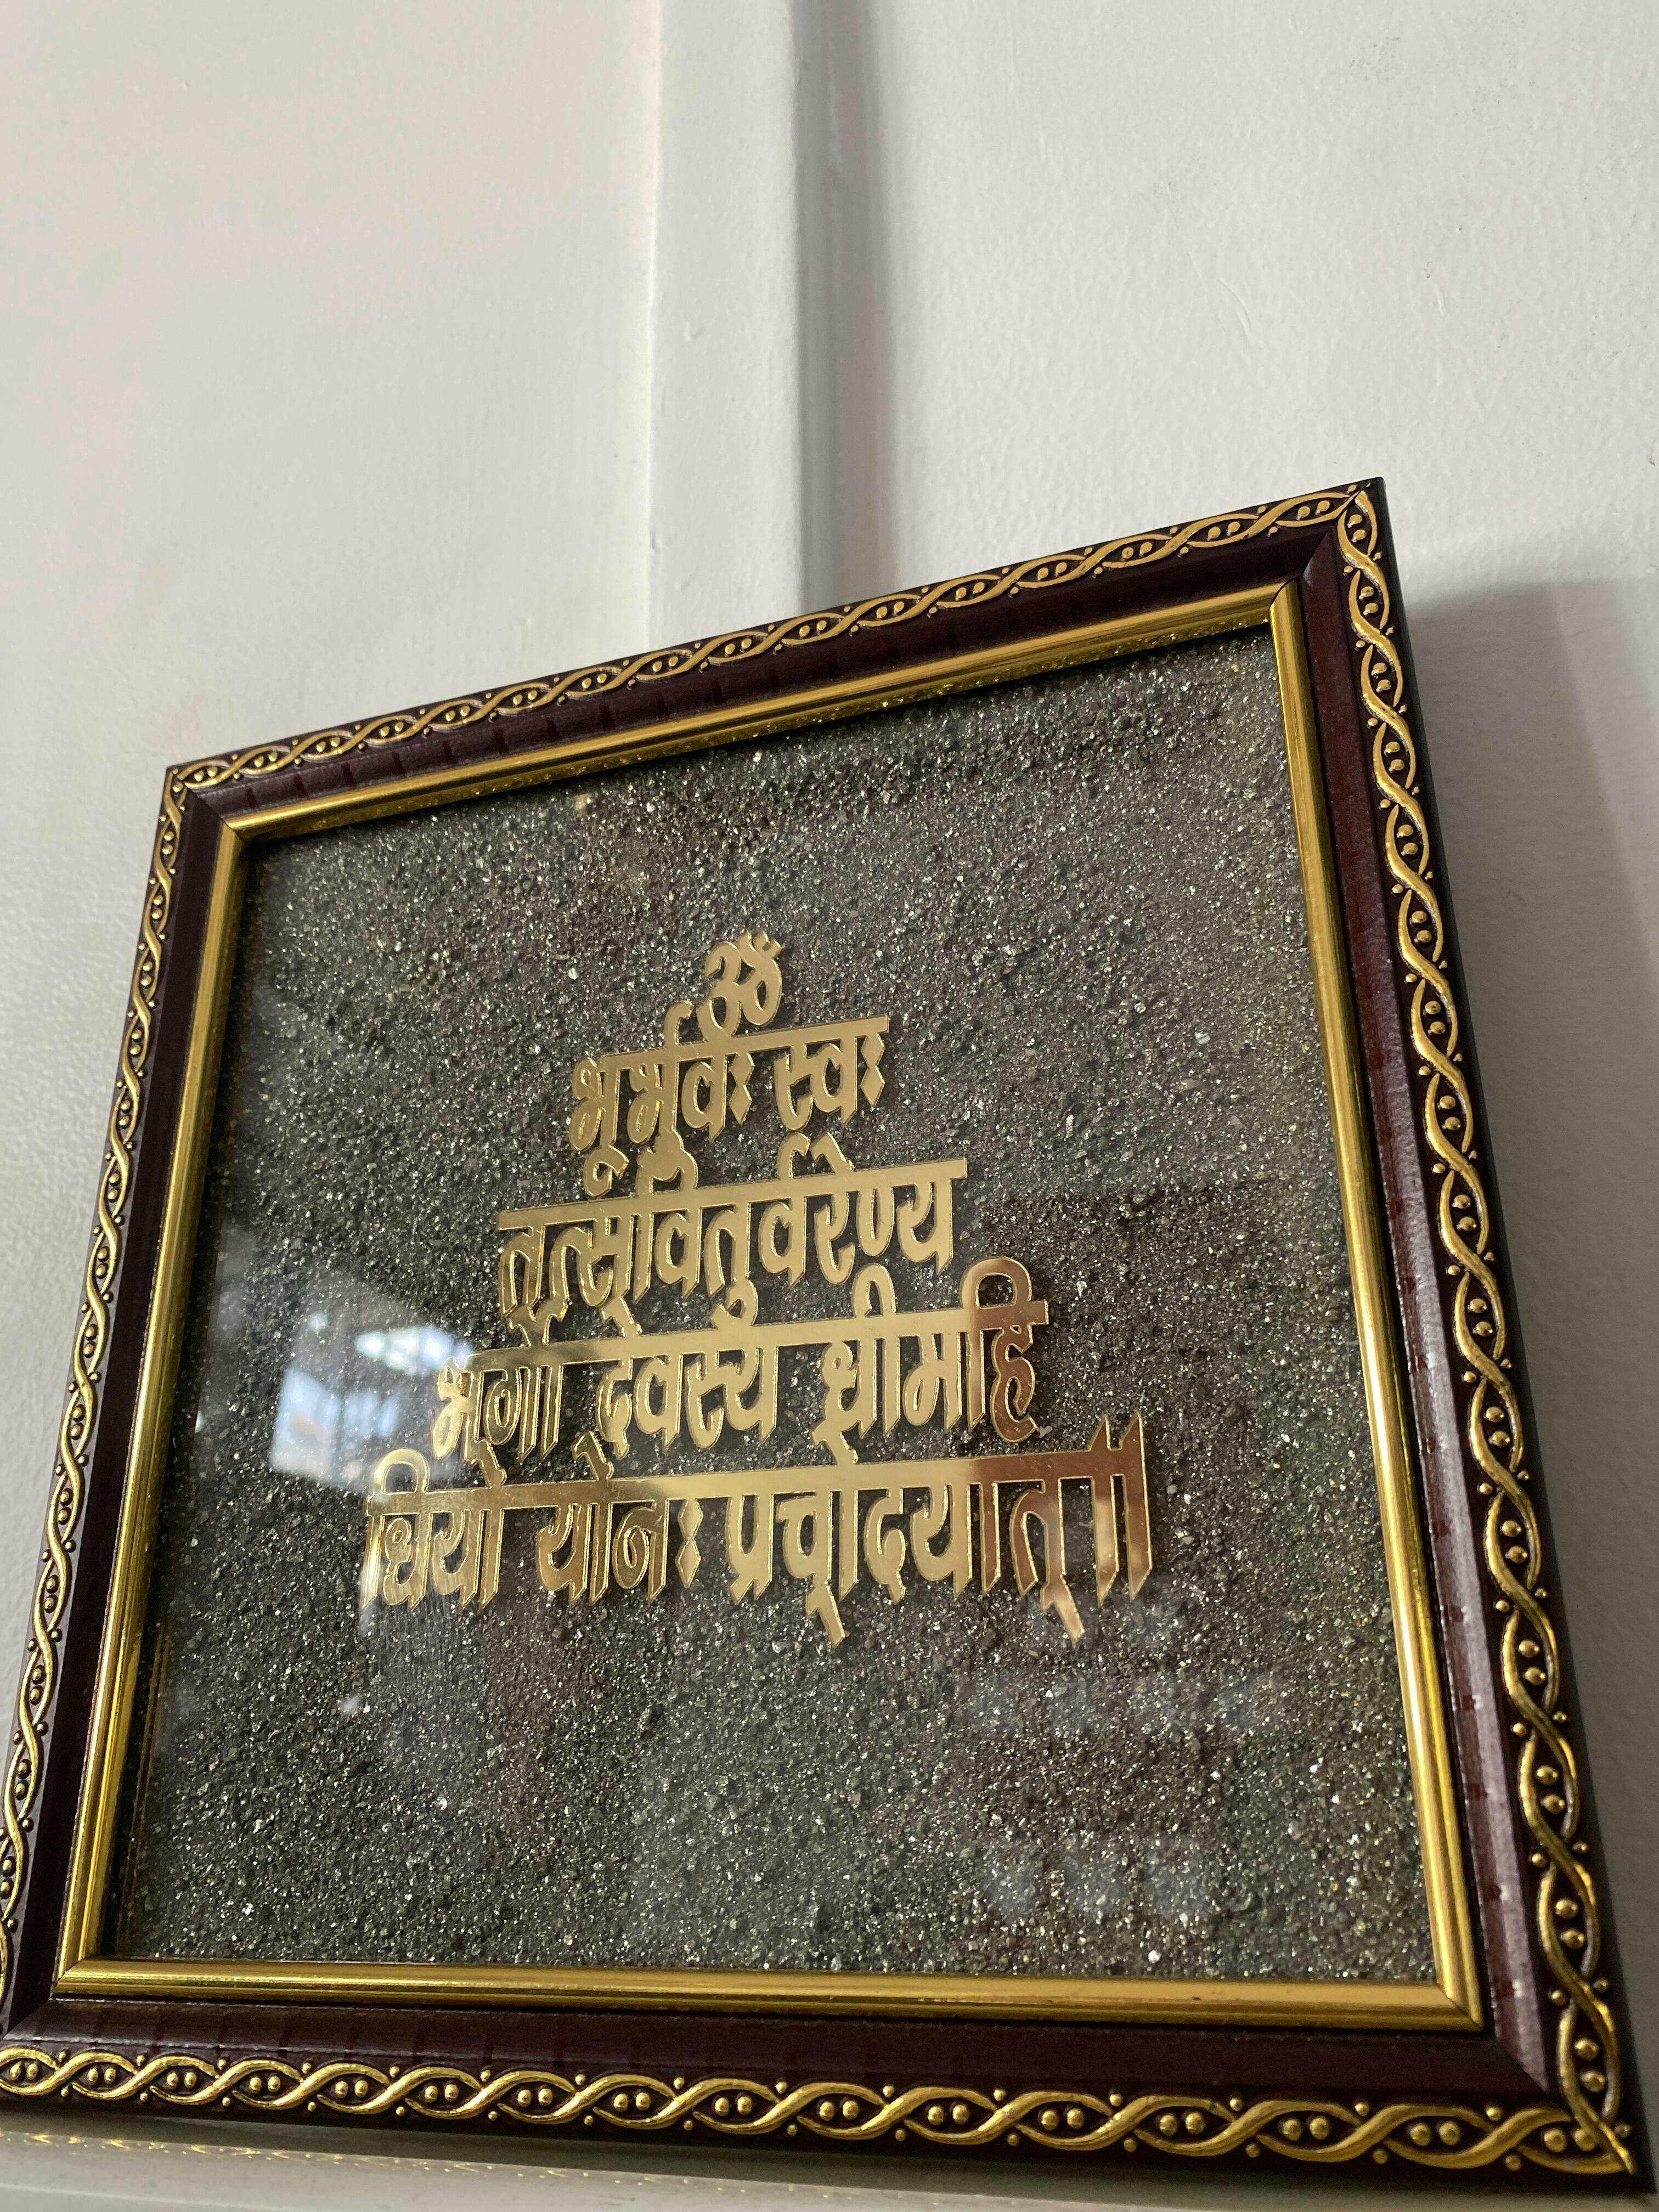 ॐ
भूर्भुवः स्वः
तत्सवितुर्वरेण्य
भर्गो देवस्य धीमहि
धियो योनः प्रचोदयात्॥